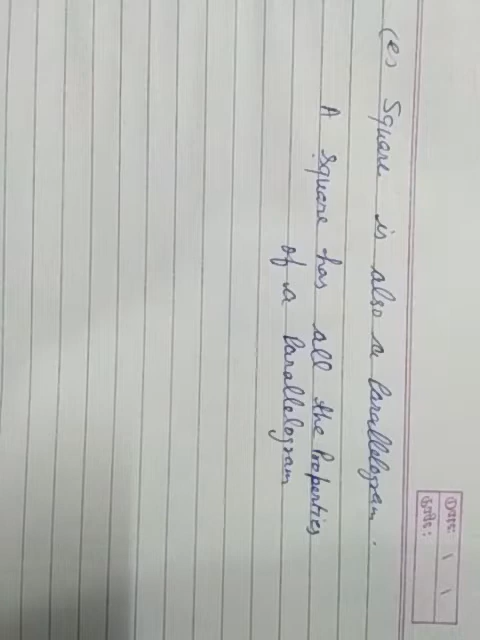 Date: / /
(e) Square is also a Parallelogram.
A Square has all the Properties
of a Parallelogram